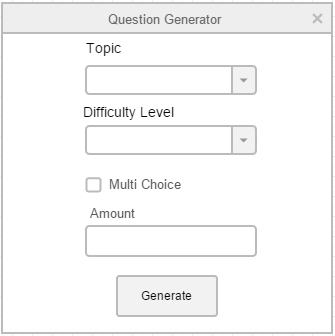 Question Generator
Topic
Difficulty Level
Multi Choice
Amount
Generate